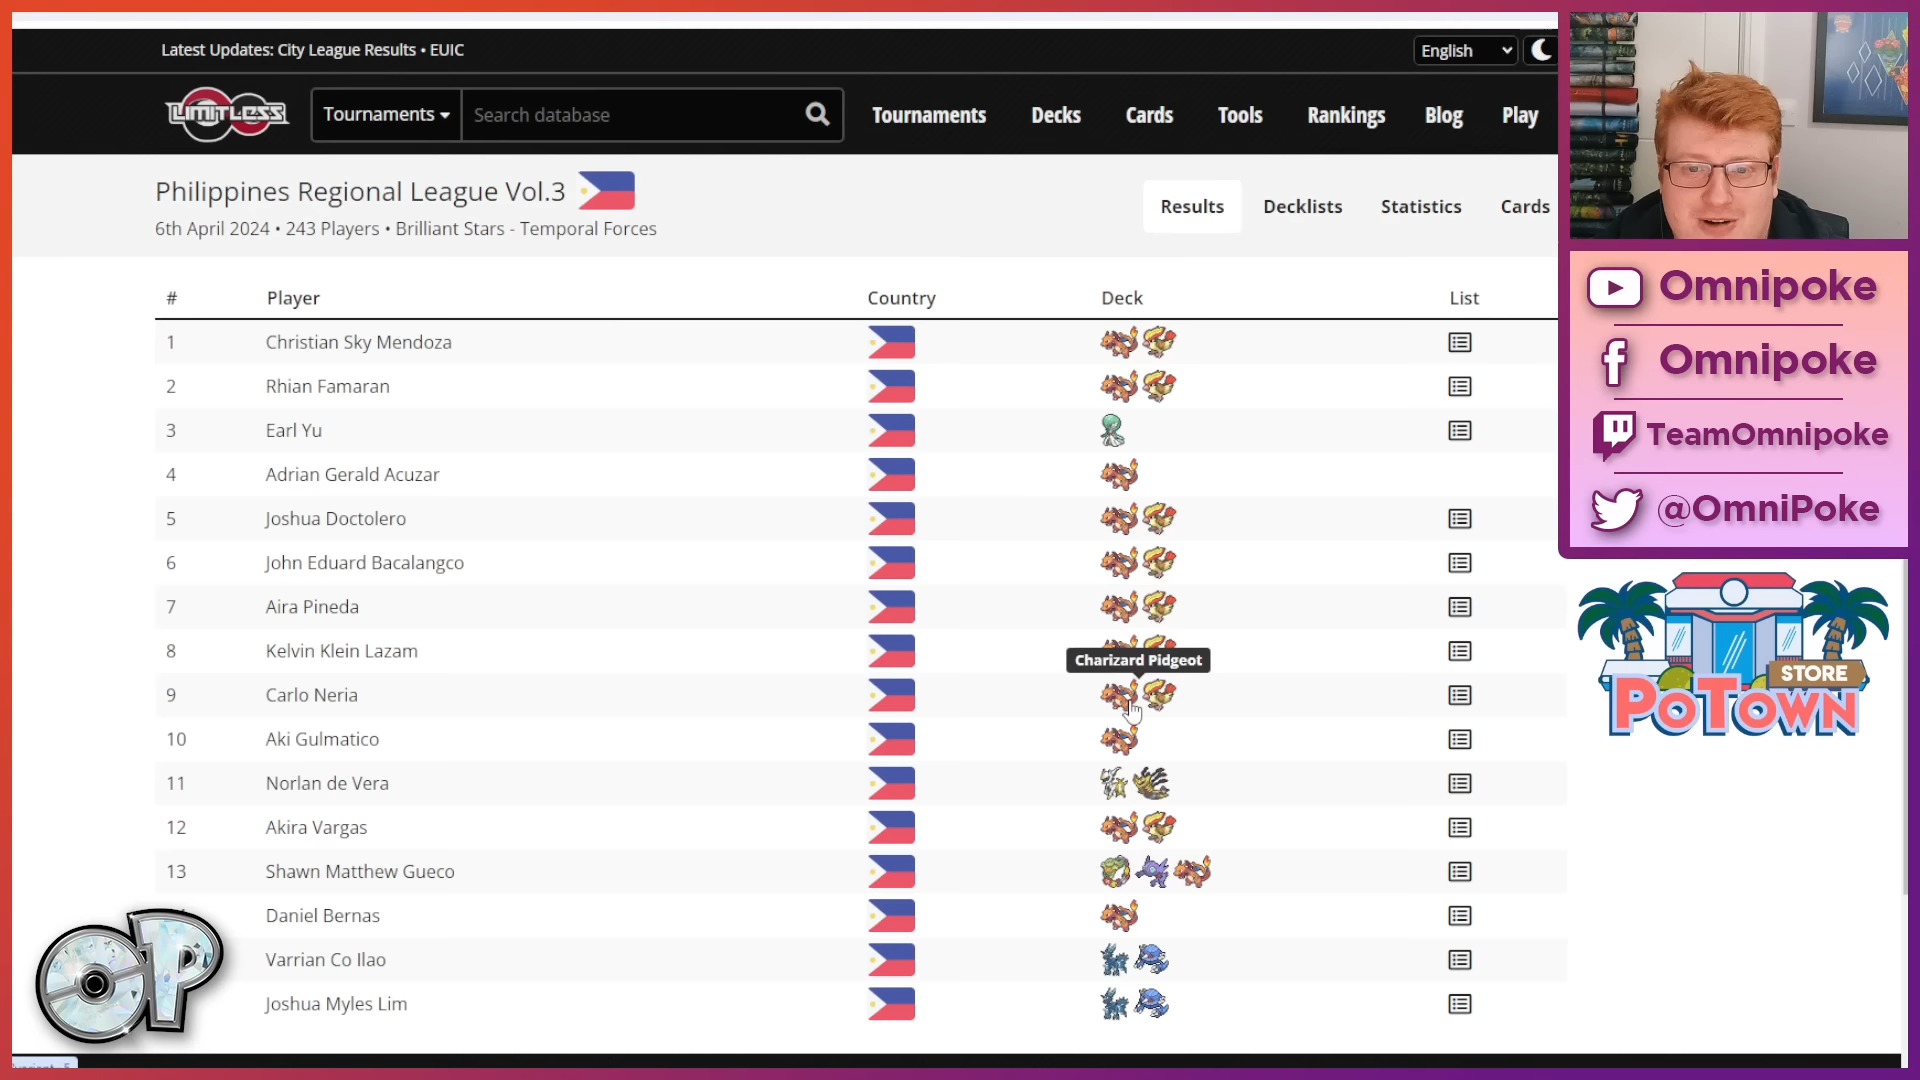 Latest Updates: City League Results • EUIC
English
LIMITLESS
Tournaments
Search database
Tournaments
Decks
Cards
Tools
Rankings
Blog
Play
Philippines Regional League Vol.3
6th April 2024 • 243 Players • Brilliant Stars - Temporal Forces
Results
Decklists
Statistics
Cards
# Player Country Deck List
1 Christian Sky Mendoza
2 Rhian Famaran
3 Earl Yu
4 Adrian Gerald Acuzar
5 Joshua Doctolero
6 John Eduard Bacalangco
7 Aira Pineda
8 Kelvin Klein Lazam
Charizard Pidgeot
9 Carlo Neria
10 Aki Gulmatico
11 Norlan de Vera
12 Akira Vargas
13 Shawn Matthew Gueco
Daniel Bernas
Varrian Co Ilao
Joshua Myles Lim
OP
Omnipoke
Omnipoke
TeamOmnipoke
@OmniPoke
STORE
POTOWN